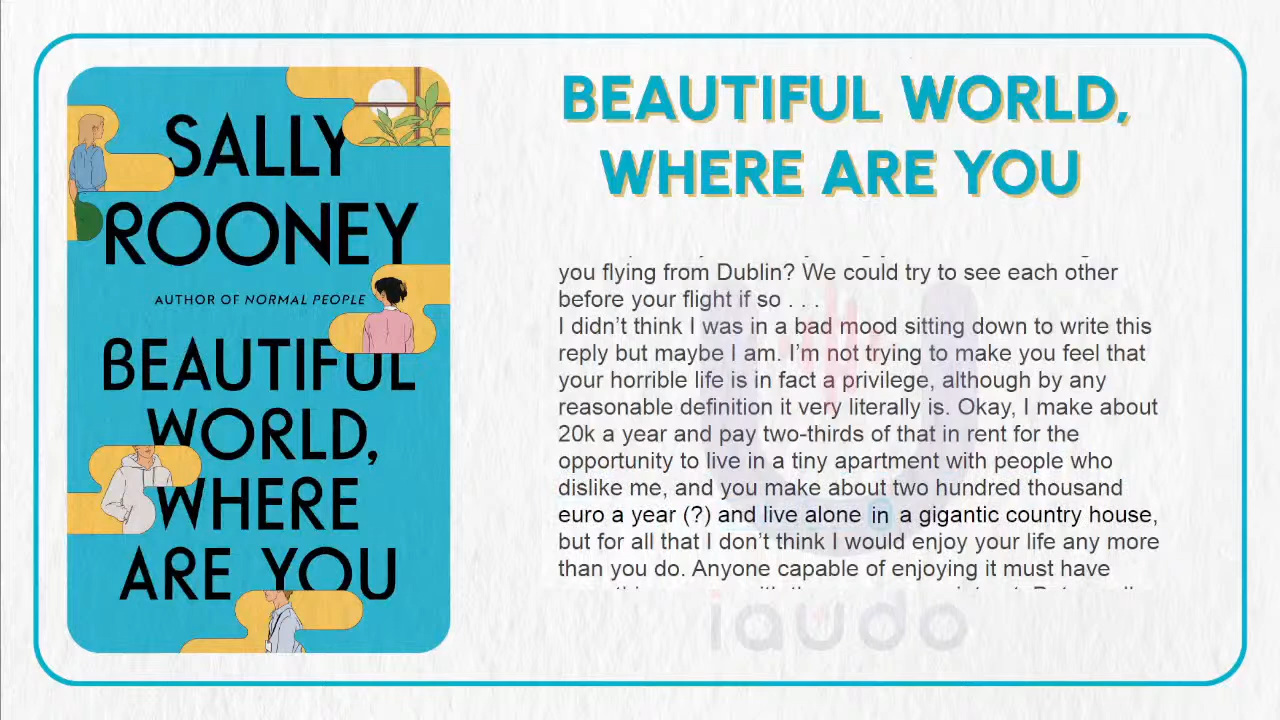 SALLY
ROONEY
AUTHOR OF NORMAL PEOPLE
BEAUTIFUL
WORLD,
WHERE
ARE YOU
BEAUTIFUL WORLD,
WHERE ARE YOU
you flying from Dublin? We could try to see each other
before your flight if so . . .
I didn’t think I was in a bad mood sitting down to write this
reply but maybe I am. I’m not trying to make you feel that
your horrible life is in fact a privilege, although by any
reasonable definition it very literally is. Okay, I make about
20k a year and pay two-thirds of that in rent for the
opportunity to live in a tiny apartment with people who
dislike me, and you make about two hundred thousand
euro a year (?) and live alone in a gigantic country house,
but for all that I don’t think I would enjoy your life any more
than you do. Anyone capable of enjoying it must have
iaudo